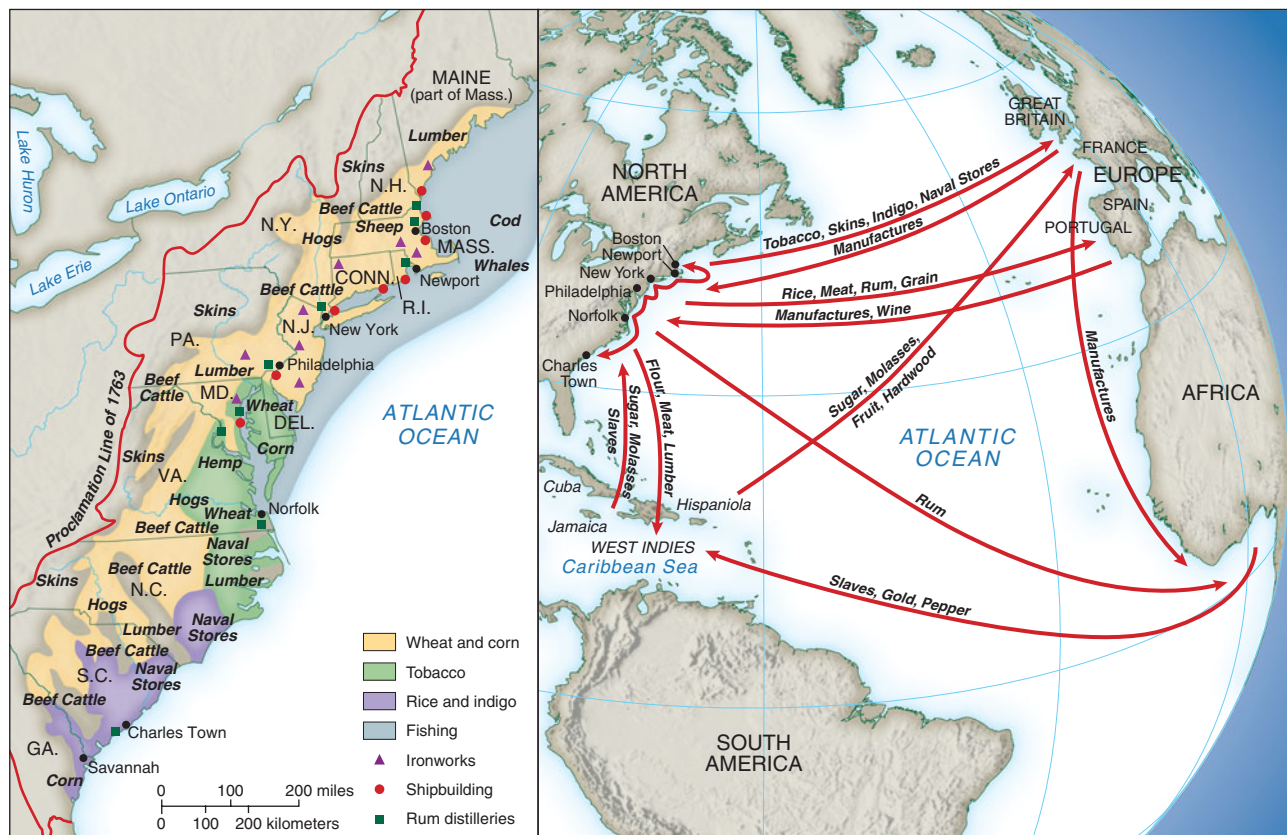 MAINE
(part of Mass.)
Lumber
Skins
N.H.
Lake Huron
Lake Ontario
Lake Erie
N.Y.
Beef Cattle
Sheep
Boston
Cod
Hogs
MASS.
Whales
CONN.
Newport
R.I.
Beef Cattle
Skins
N.J.
New York
PA.
Philadelphia
Lumber
Beef
Cattle
MD.
Wheat
DEL.
ATLANTIC
OCEAN
Corn
Skins
VA.
Hemp
Proclamation Line of 1763
Hogs
Wheat
Norfolk
Beef Cattle
Naval
Stores
Skins
Beef Cattle
N.C.
Lumber
Hogs
Naval
Stores
Lumber
Beef Cattle
S.C.
Naval
Stores
Beef Cattle
Charles Town
GA.
Savannah
Corn
Wheat and corn
Tobacco
Rice and indigo
Fishing
Ironworks
Shipbuilding
Rum distilleries
0 100 200 miles
0 100 200 kilometers
GREAT
BRITAIN
FRANCE
EUROPE
SPAIN
PORTUGAL
NORTH
AMERICA
Tobacco, Skins, Indigo, Naval Stores
Manufactures
Boston
Newport
New York
Philadelphia
Rice, Meat, Rum, Grain
Manufactures, Wine
Norfolk
Charles
Town
Flour, Meat, Lumber
Sugar, Molasses
Slaves
Sugar, Molasses,
Fruit, Hardwood
Manufactures
AFRICA
ATLANTIC
OCEAN
Cuba
Hispaniola
Jamaica
Rum
WEST INDIES
Caribbean Sea
Slaves, Gold, Pepper
SOUTH
AMERICA